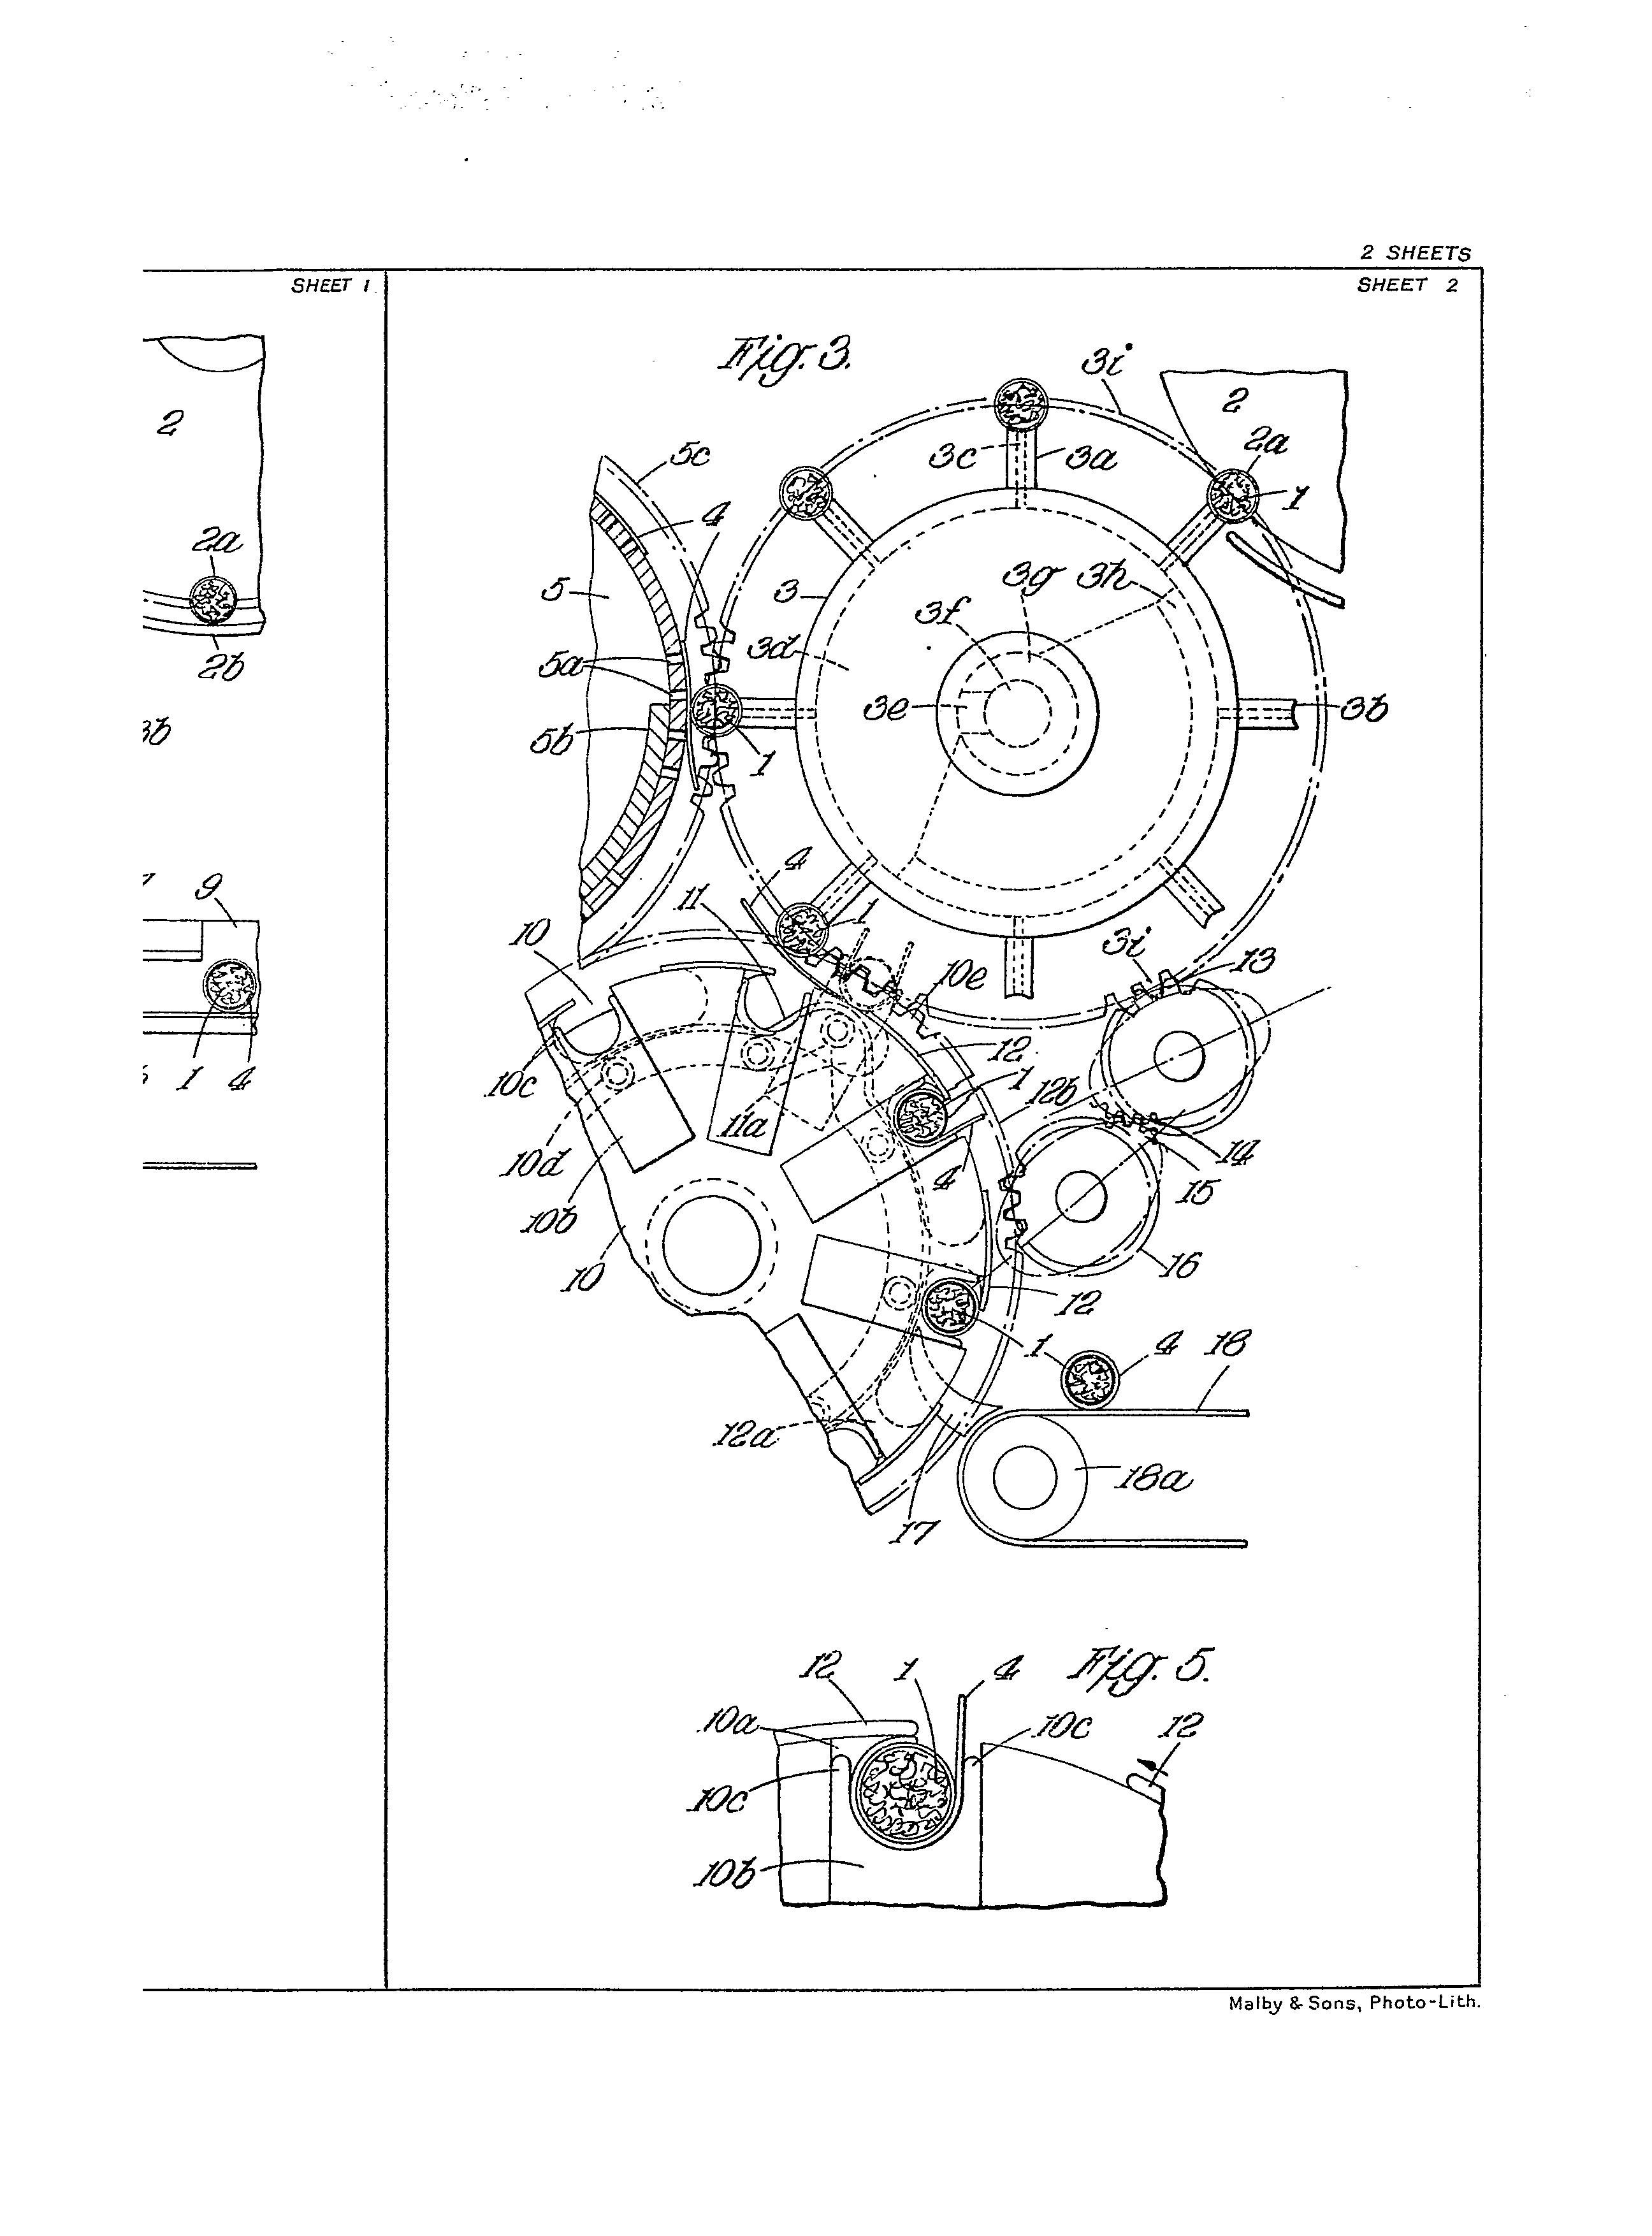 2 SHEETS
SHEET 1
SHEET 2
2
2a
2b
3b
9
1 4
Fig. 3.
3i
2
2a
1
3c 3a
5c
4
5
3
3g 3h
3f
3d
5a
3e
3b
5b
1
4
11
1
10
3i
13
10e
12
10c
1
12b
11a
10d
4
14
15
10b
16
10
12
1
4
18
12a
18a
17
12
1
4
Fig. 5.
10a
10c
12
10c
10b
Malby & Sons, Photo-Lith.